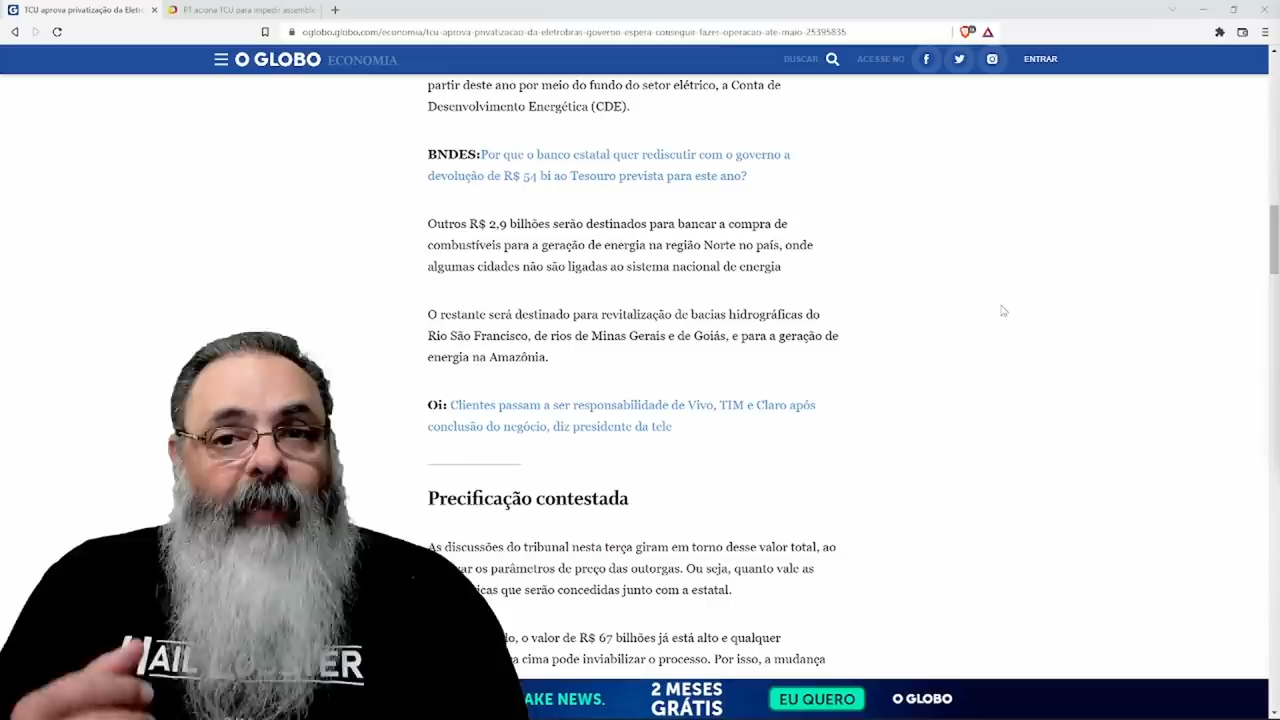 TCU aprova privatização da Eletr
PT aciona TCU para impedir assemble
oglobo.globo.com/economia/tcu-aprova-privatizacao-da-eletrobras-governo-espera-conseguir-fazer-operacao-ate-maio-25395835
O GLOBO ECONOMIA
BUSCAR
ACESSE NO
ENTRAR
partir deste ano por meio do fundo do setor elétrico, a Conta de
Desenvolvimento Energética (CDE).
BNDES:Por que o banco estatal quer rediscutir com o governo a
devolução de R$ 54 bi ao Tesouro prevista para este ano?
Outros R$ 2,9 bilhões serão destinados para bancar a compra de
combustíveis para a geração de energia na região Norte no país, onde
algumas cidades não são ligadas ao sistema nacional de energia
O restante será destinado para revitalização de bacias hidrográficas do
Rio São Francisco, de rios de Minas Gerais e de Goiás, e para a geração de
energia na Amazônia.
Oi: Clientes passam a ser responsabilidade de Vivo, TIM e Claro após
conclusão do negócio, diz presidente da tele
Precificação contestada
As discussões do tribunal nesta terça giram em torno desse valor total, ao
os parâmetros de preço das outorgas. Ou seja, quanto vale as
que serão concedidas junto com a estatal.
o valor de R$ 67 bilhões já está alto e qualquer
cima pode inviabilizar o processo. Por isso, a mudança
HAIL
FAKE NEWS.
2 MESES
GRÁTIS
EU QUERO
O GLOBO